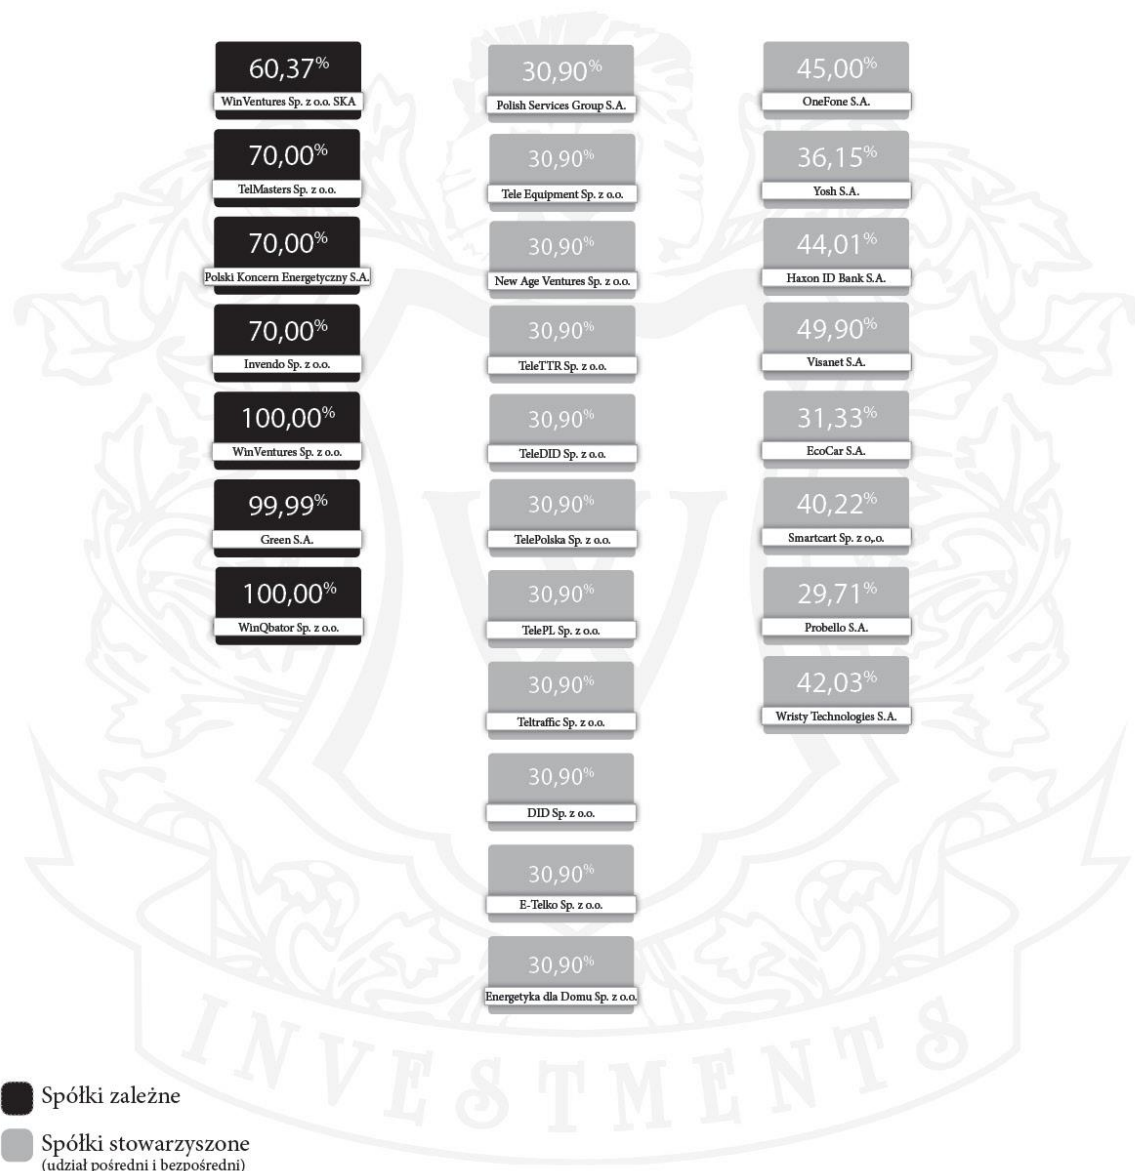 60,37%
WinVentures Sp. z o.o. SKA
70,00%
TelMasters Sp. z o.o.
70,00%
Polski Koncern Energetyczny S.A.
70,00%
Invendo Sp. z o.o.
100,00%
WinVentures Sp. z o.o.
99,99%
Green S.A.
100,00%
WinQbator Sp. z o.o.
30,90%
Polish Services Group S.A.
30,90%
Tele Equipment Sp. z o.o.
30,90%
New Age Ventures Sp. z o.o.
30,90%
TeleTTR Sp. z o.o.
30,90%
TeleDID Sp. z o.o.
30,90%
TelePolska Sp. z o.o.
30,90%
TelePL Sp. z o.o.
30,90%
Teltraffic Sp. z o.o.
30,90%
DID Sp. z o.o.
30,90%
E-Telko Sp. z o.o.
30,90%
Energetyka dla Domu Sp. z o.o.
45,00%
OneFone S.A.
36,15%
Yosh S.A.
44,01%
Haxon ID Bank S.A.
49,90%
Visanet S.A.
31,33%
EcoCar S.A.
40,22%
Smartcart Sp. z o,.o.
29,71%
Probello S.A.
42,03%
Wristy Technologies S.A.
W
INVESTMENTS
Spółki zależne
Spółki stowarzyszone
(udział pośredni i bezpośredni)